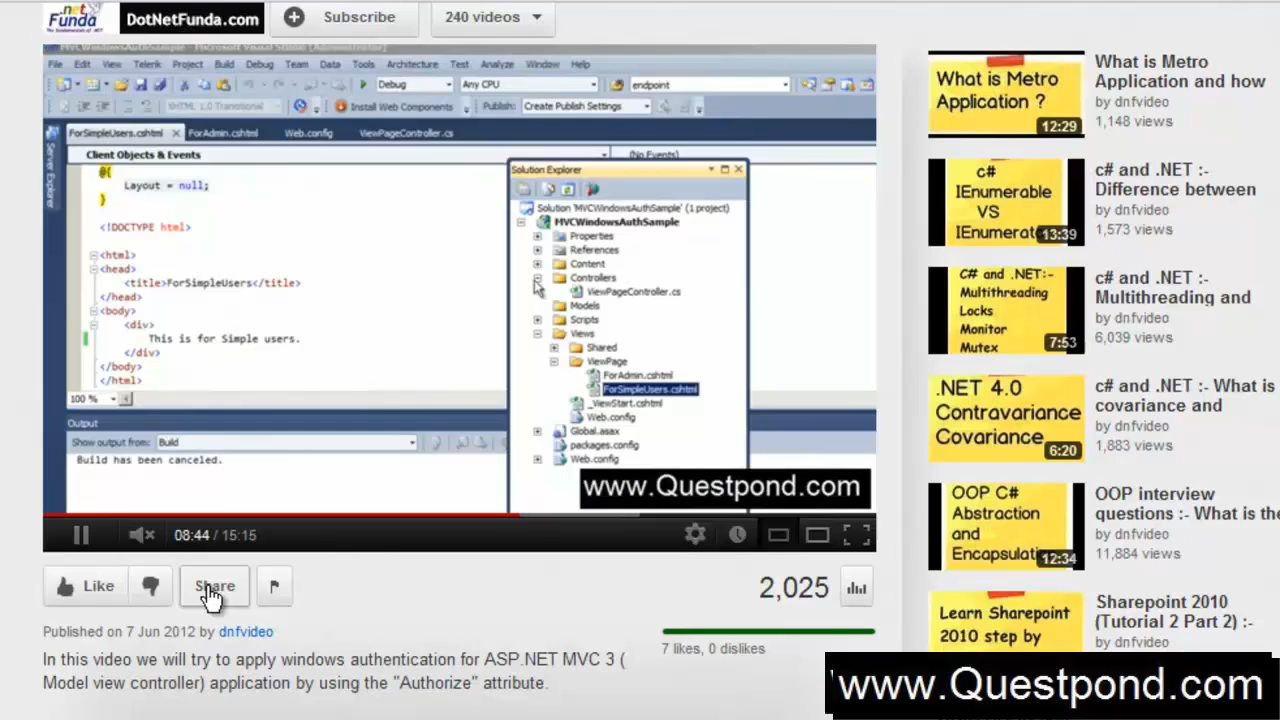 .net
Funda
DotNetFunda.com
Subscribe
240 videos
MVCWindowsAuthSample - Microsoft Visual Studio (Administrator)
File Edit View Telerik Project Build Debug Team Data Tools Architecture Test Analyze Window Help
Debug Any CPU endpoint
XHTML 1.0 Transitional Install Web Components Publish: Create Publish Settings
ForSimpleUsers.cshtml ForAdmin.cshtml Web.config ViewPageController.cs
Client Objects & Events (No Events)
Server Explorer
@{
Layout = null;
}
<!DOCTYPE html>
<html>
<head>
<title>ForSimpleUsers</title>
</head>
<body>
<div>
This is for Simple users.
</div>
</body>
</html>
100 %
Output
Show output from: Build
Build has been canceled.
Solution Explorer
Solution 'MVCWindowsAuthSample' (1 project)
MVCWindowsAuthSample
Properties
References
Content
Controllers
ViewPageController.cs
Models
Scripts
Views
Shared
ViewPage
ForAdmin.cshtml
ForSimpleUsers.cshtml
_ViewStart.cshtml
Web.config
Global.asax
packages.config
Web.config
www.Questpond.com
08:44 / 15:15
Like
Share
2,025
Published on 7 Jun 2012 by dnfvideo
7 likes, 0 dislikes
In this video we will try to apply windows authentication for ASP.NET MVC 3 (
Model view controller) application by using the "Authorize" attribute.
What is Metro
Application ?
12:29
What is Metro
Application and how
by dnfvideo
1,148 views
c#
IEnumerable
VS
IEnumerat
13:39
c# and .NET :-
Difference between
by dnfvideo
1,573 views
C# and .NET:-
Multithreading
Locks
Monitor
Mutex
7:53
c# and .NET :-
Multithreading and
by dnfvideo
6,039 views
.NET 4.0
Contravariance
Covariance
6:20
c# and .NET :- What is
covariance and
by dnfvideo
1,883 views
OOP C#
Abstraction
and
Encapsulati
12:34
OOP interview
questions :- What is the
by dnfvideo
11,884 views
Learn Sharepoint
2010 step by
Sharepoint 2010
(Tutorial 2 Part 2) :-
by dnfvideo
www.Questpond.com